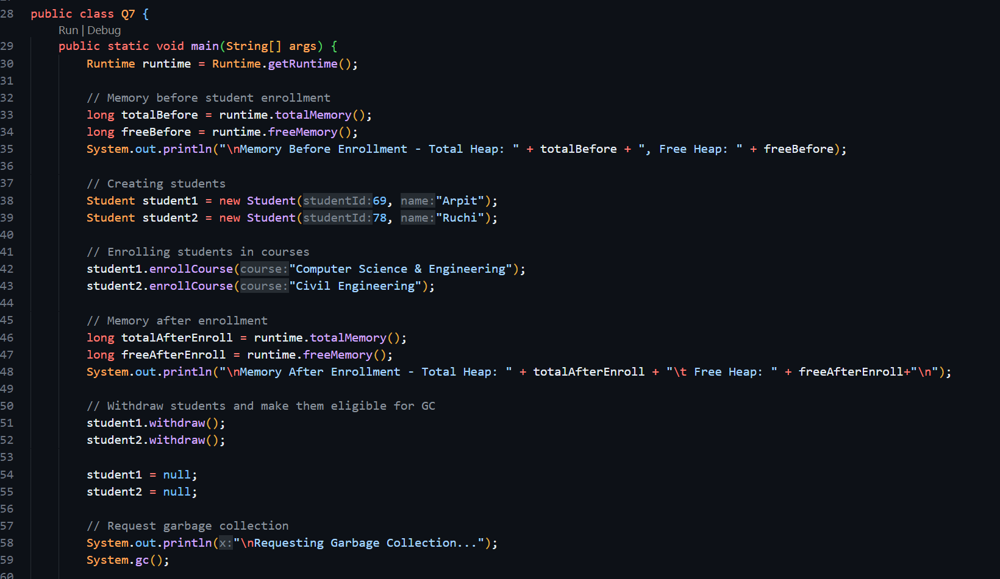 28 public class Q7 {
Run | Debug
29 public static void main(String[] args) {
30 Runtime runtime = Runtime.getRuntime();
31
32 // Memory before student enrollment
33 long totalBefore = runtime.totalMemory();
34 long freeBefore = runtime.freeMemory();
35 System.out.println("\nMemory Before Enrollment - Total Heap: " + totalBefore + ", Free Heap: " + freeBefore);
36
37 // Creating students
38 Student student1 = new Student(studentId:69, name:"Arpit");
39 Student student2 = new Student(studentId:78, name:"Ruchi");
40
41 // Enrolling students in courses
42 student1.enrollCourse(course:"Computer Science & Engineering");
43 student2.enrollCourse(course:"Civil Engineering");
44
45 // Memory after enrollment
46 long totalAfterEnroll = runtime.totalMemory();
47 long freeAfterEnroll = runtime.freeMemory();
48 System.out.println("\nMemory After Enrollment - Total Heap: " + totalAfterEnroll + "\t Free Heap: " + freeAfterEnroll+"\n");
49
50 // Withdraw students and make them eligible for GC
51 student1.withdraw();
52 student2.withdraw();
53
54 student1 = null;
55 student2 = null;
56
57 // Request garbage collection
58 System.out.println(x:"\nRequesting Garbage Collection...");
59 System.gc();
60